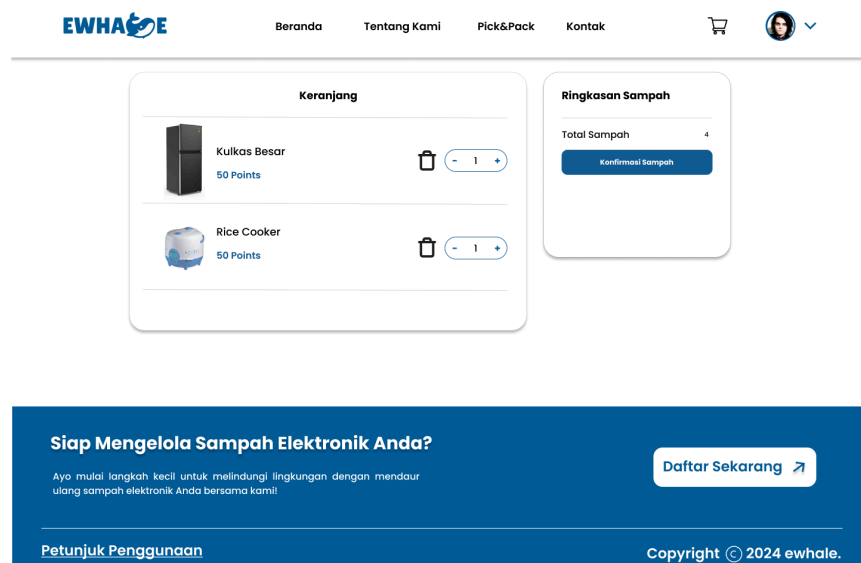 EWHALE
Beranda Tentang Kami Pick&Pack Kontak
Keranjang
Kulkas Besar
50 Points
- 1 +
Rice Cooker
50 Points
- 1 +
Ringkasan Sampah
Total Sampah 4
Konfirmasi Sampah
Siap Mengelola Sampah Elektronik Anda?
Ayo mulai langkah kecil untuk melindungi lingkungan dengan mendaur
ulang sampah elektronik Anda bersama kami!
Daftar Sekarang
Petunjuk Penggunaan
Copyright © 2024 ewhale.